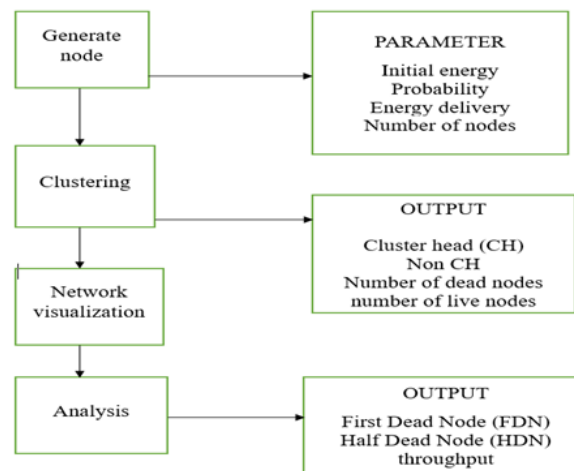 Generate
node
PARAMETER
Initial energy
Probability
Energy delivery
Number of nodes
Clustering
OUTPUT
Cluster head (CH)
Non CH
Number of dead nodes
number of live nodes
Network
visualization
Analysis
OUTPUT
First Dead Node (FDN)
Half Dead Node (HDN)
throughput